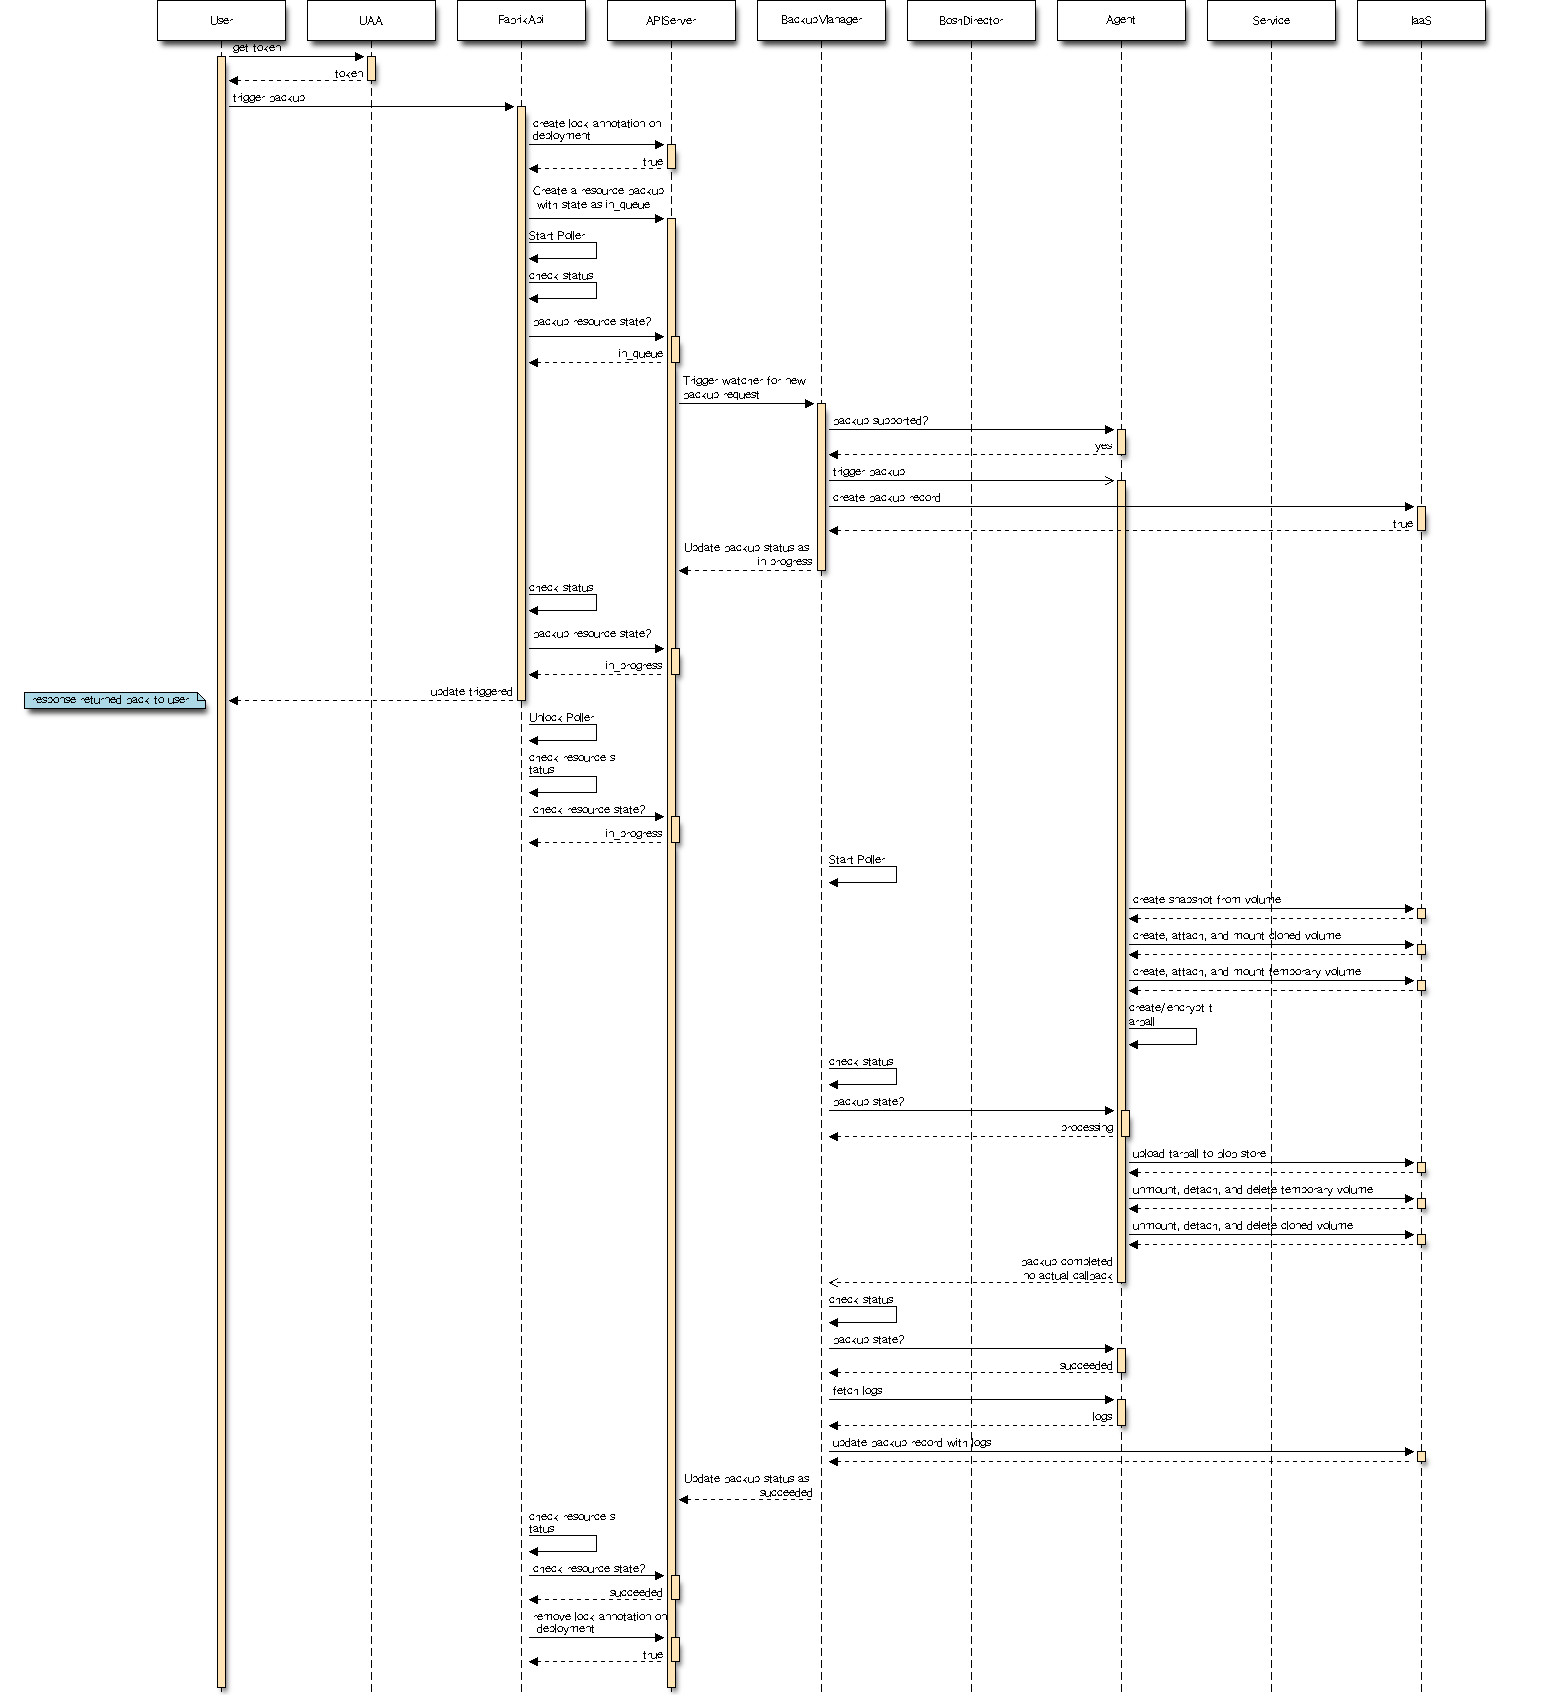 User
UAA
FabrikApi
APIServer
BackupManager
BoshDirector
Agent
Service
IaaS
get token
token
trigger backup
create lock annotation on
deployment
true
Create a resource backup
with state as in_queue
Start Poller
check status
backup resource state?
in_queue
Trigger watcher for new
backup request
backup supported?
yes
trigger backup
create backup record
true
Update backup status as
in progress
check status
backup resource state?
in_progress
update triggered
response returned back to user
Unlock Poller
check resource s
tatus
check resource state?
in_progress
Start Poller
create snapshot from volume
create, attach, and mount cloned volume
create, attach, and mount temporary volume
create/encrypt t
arball
check status
backup state?
processing
upload tarball to blob store
unmount, detach, and delete temporary volume
unmount, detach, and delete cloned volume
backup completed
no actual callback
check status
backup state?
succeeded
fetch logs
logs
update backup record with logs
Update backup status as
succeeded
check resource s
tatus
check resource state?
succeeded
remove lock annotation on
deployment
true